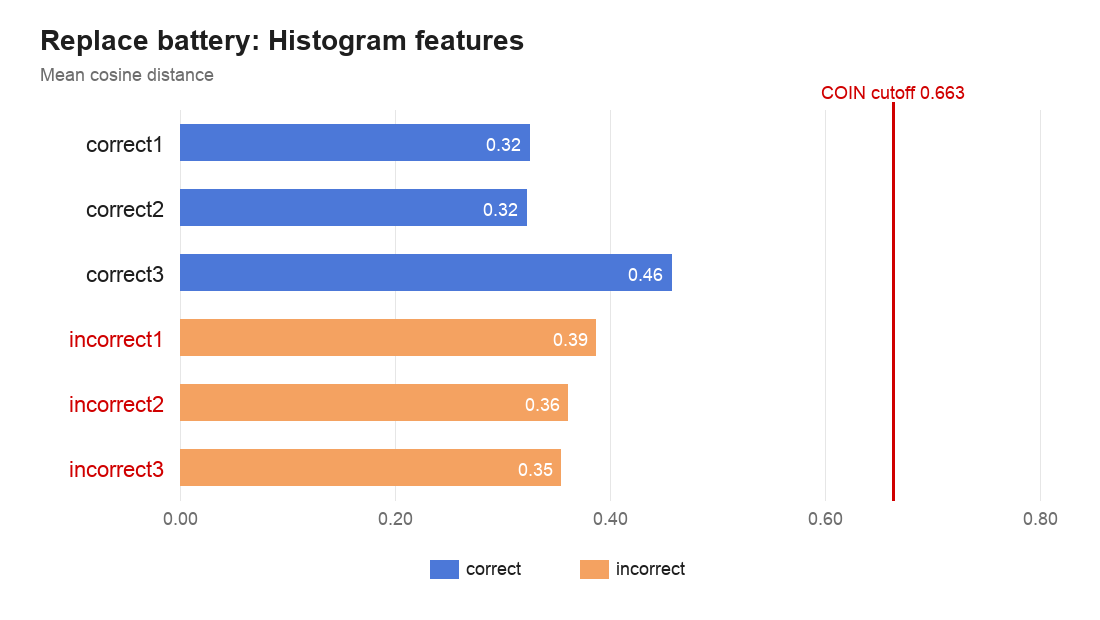 Replace battery: Histogram features
Mean cosine distance
COIN cutoff 0.663
correct1 0.32
correct2 0.32
correct3 0.46
incorrect1 0.39
incorrect2 0.36
incorrect3 0.35
0.00 0.20 0.40 0.60 0.80
correct incorrect